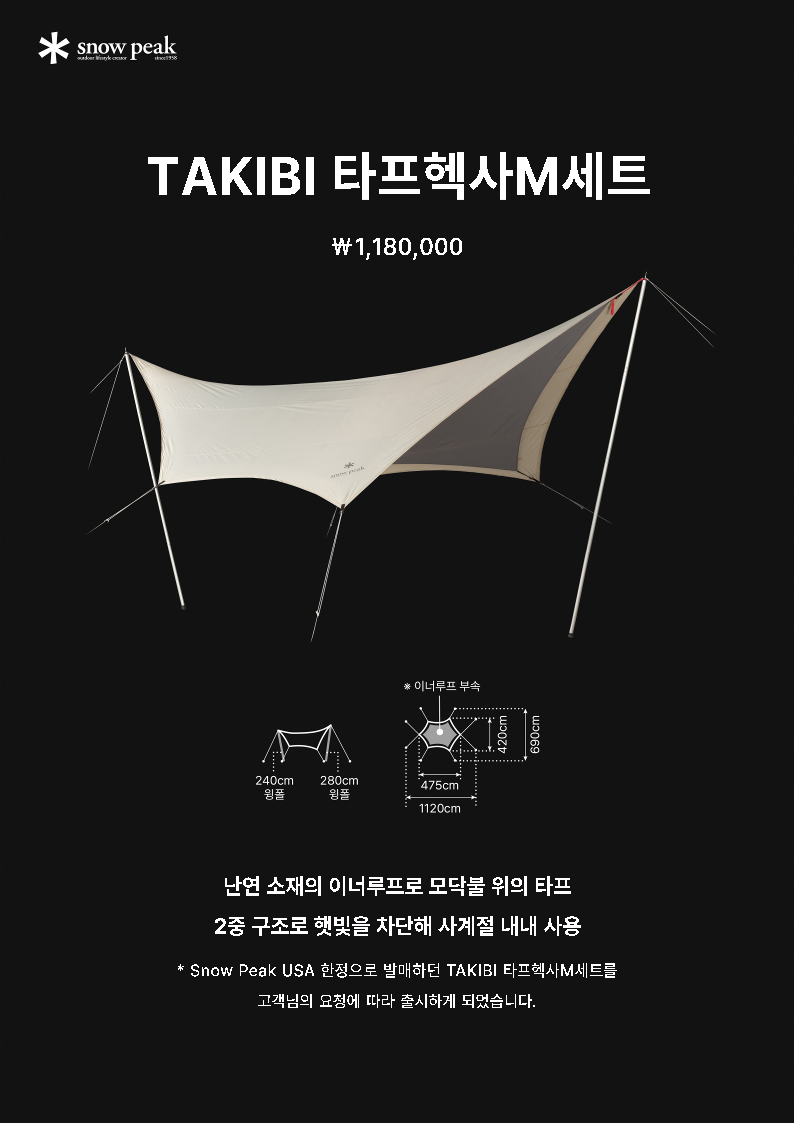 snow peak
outdoor lifestyle creator since1958
TAKIBI 타프헥사M세트
₩1,180,000
snow peak
※ 이너루프 부속
420cm
690cm
240cm
윙폴
280cm
윙폴
475cm
1120cm
난연 소재의 이너루프로 모닥불 위의 타프
2중 구조로 햇빛을 차단해 사계절 내내 사용
* Snow Peak USA 한정으로 발매하던 TAKIBI 타프헥사M세트를
고객님의 요청에 따라 출시하게 되었습니다.